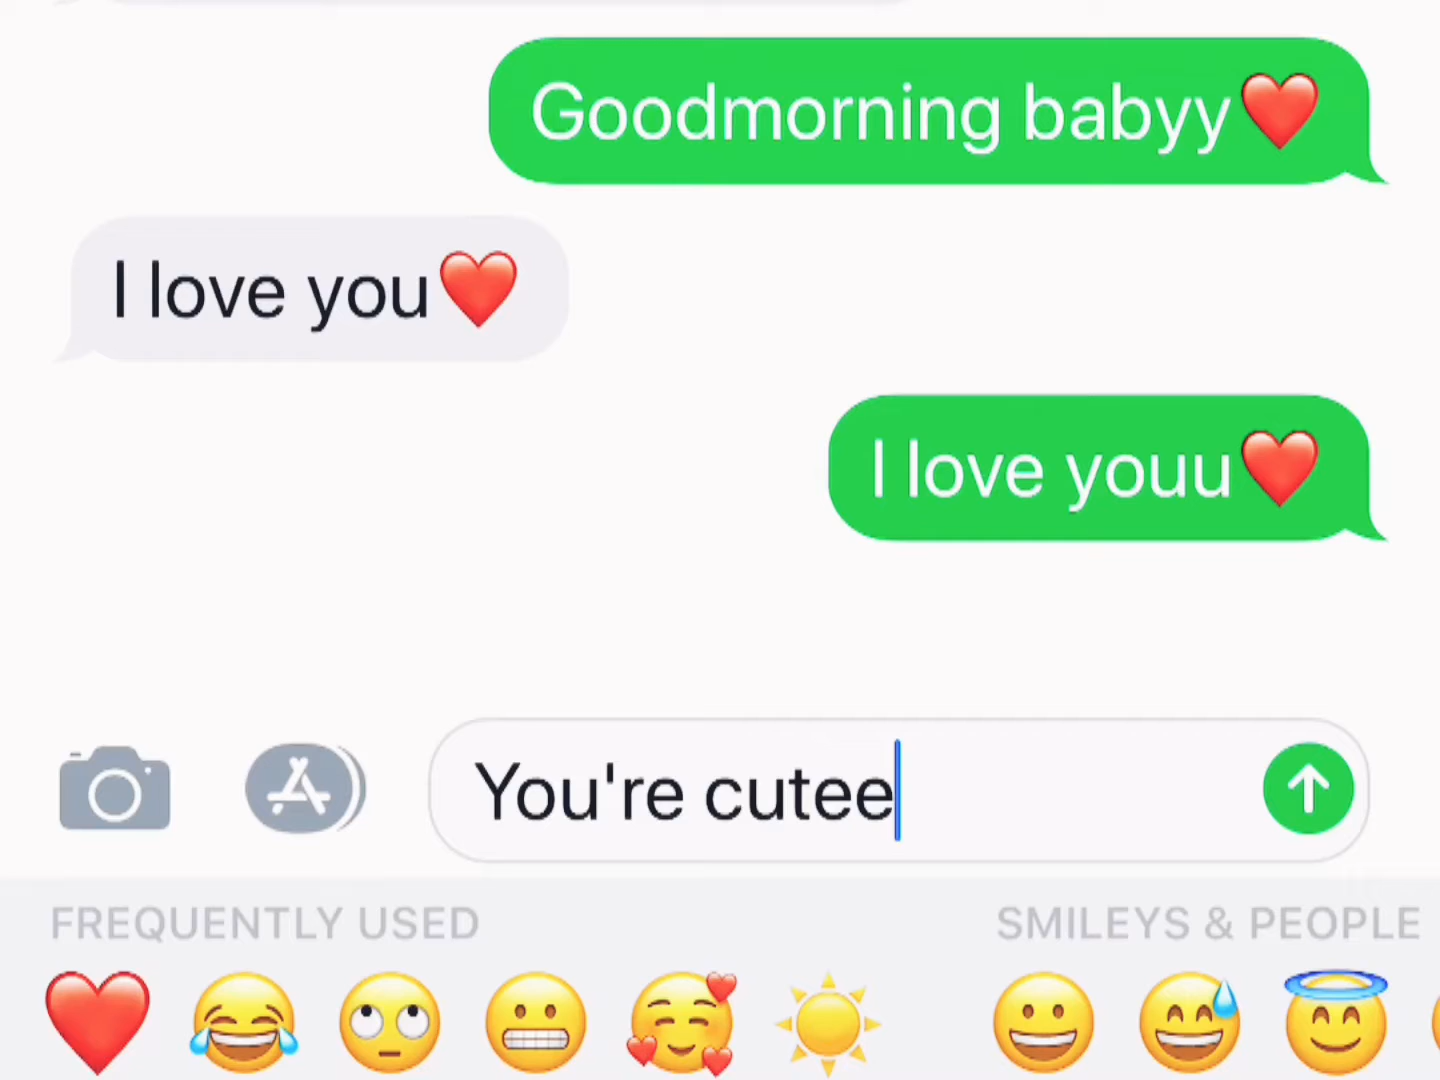 Goodmorning babyy❤️
I love you❤️
I love youu❤️
You're cutee
FREQUENTLY USED
SMILEYS & PEOPLE